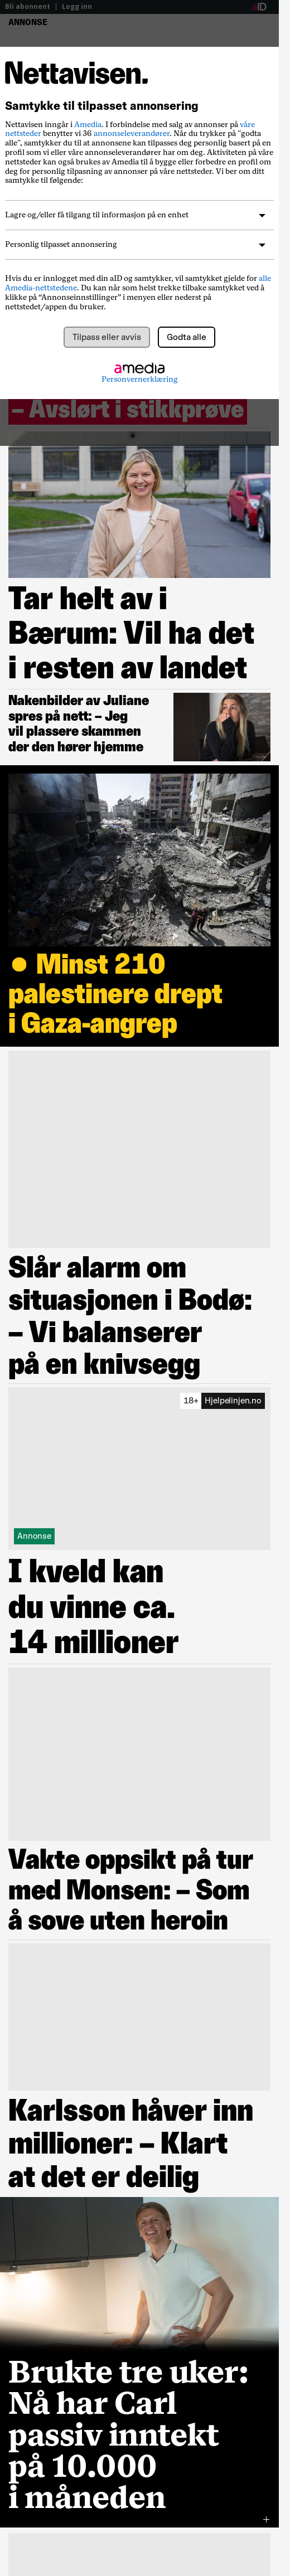 Bli abonnent | Logg inn
aID
ANNONSE
Nettavisen.
Samtykke til tilpasset annonsering
Nettavisen inngår i Amedia. I forbindelse med salg av annonser på våre
nettsteder benytter vi 36 annonseleverandører. Når du trykker på "godta
alle", samtykker du til at annonsene kan tilpasses deg personlig basert på en
profil som vi eller våre annonseleverandører har om deg. Aktiviteten på våre
nettsteder kan også brukes av Amedia til å bygge eller forbedre en profil om
deg for personlig tilpasning av annonser på våre nettsteder. Vi ber om ditt
samtykke til følgende:
Lagre og/eller få tilgang til informasjon på en enhet
Personlig tilpasset annonsering
Hvis du er innlogget med din aID og samtykker, vil samtykket gjelde for alle
Amedia-nettstedene. Du kan når som helst trekke tilbake samtykket ved å
klikke på “Annonseinnstillinger” i menyen eller nederst på
nettstedet/appen du bruker.
Tilpass eller avvis
Godta alle
amedia
Personvernerklæring
– Avslørt i stikkprøve
Tar helt av i
Bærum: Vil ha det
i resten av landet
Nakenbilder av Juliane
spres på nett: – Jeg
vil plassere skammen
der den hører hjemme
● Minst 210
palestinere drept
i Gaza-angrep
Slår alarm om
situasjonen i Bodø:
– Vi balanserer
på en knivsegg
18+ Hjelpelinjen.no
Annonse
I kveld kan
du vinne ca.
14 millioner
Vakte oppsikt på tur
med Monsen: – Som
å sove uten heroin
Karlsson håver inn
millioner: – Klart
at det er deilig
Brukte tre uker:
Nå har Carl
passiv inntekt
på 10.000
i måneden